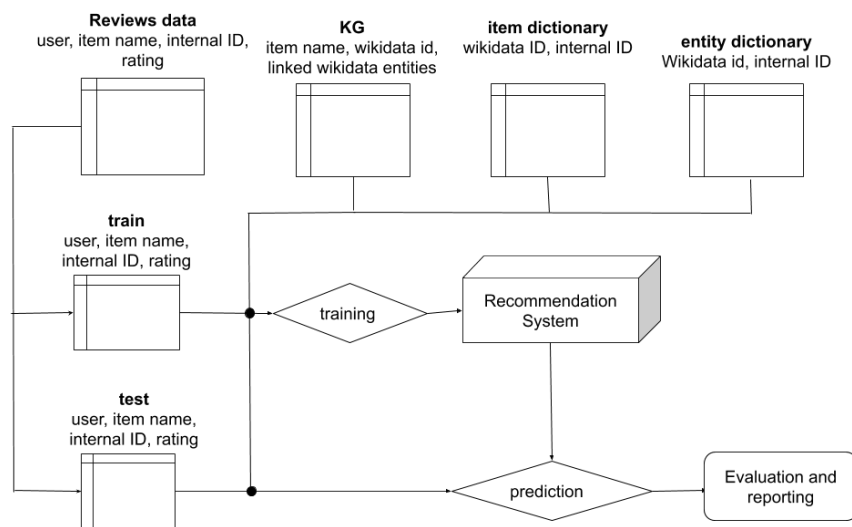 Reviews data
user, item name, internal ID,
rating
KG
item name, wikidata id,
linked wikidata entities
item dictionary
wikidata ID, internal ID
entity dictionary
Wikidata id, internal ID
train
user, item name,
internal ID, rating
training
Recommendation
System
test
user, item name,
internal ID, rating
prediction
Evaluation and
reporting